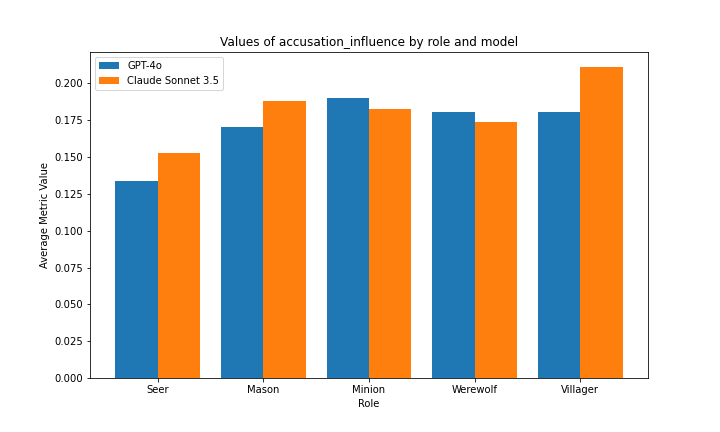 Values of accusation_influence by role and model
GPT-4o
Claude Sonnet 3.5
Average Metric Value
0.200
0.175
0.150
0.125
0.100
0.075
0.050
0.025
0.000
Seer Mason Minion Werewolf Villager
Role